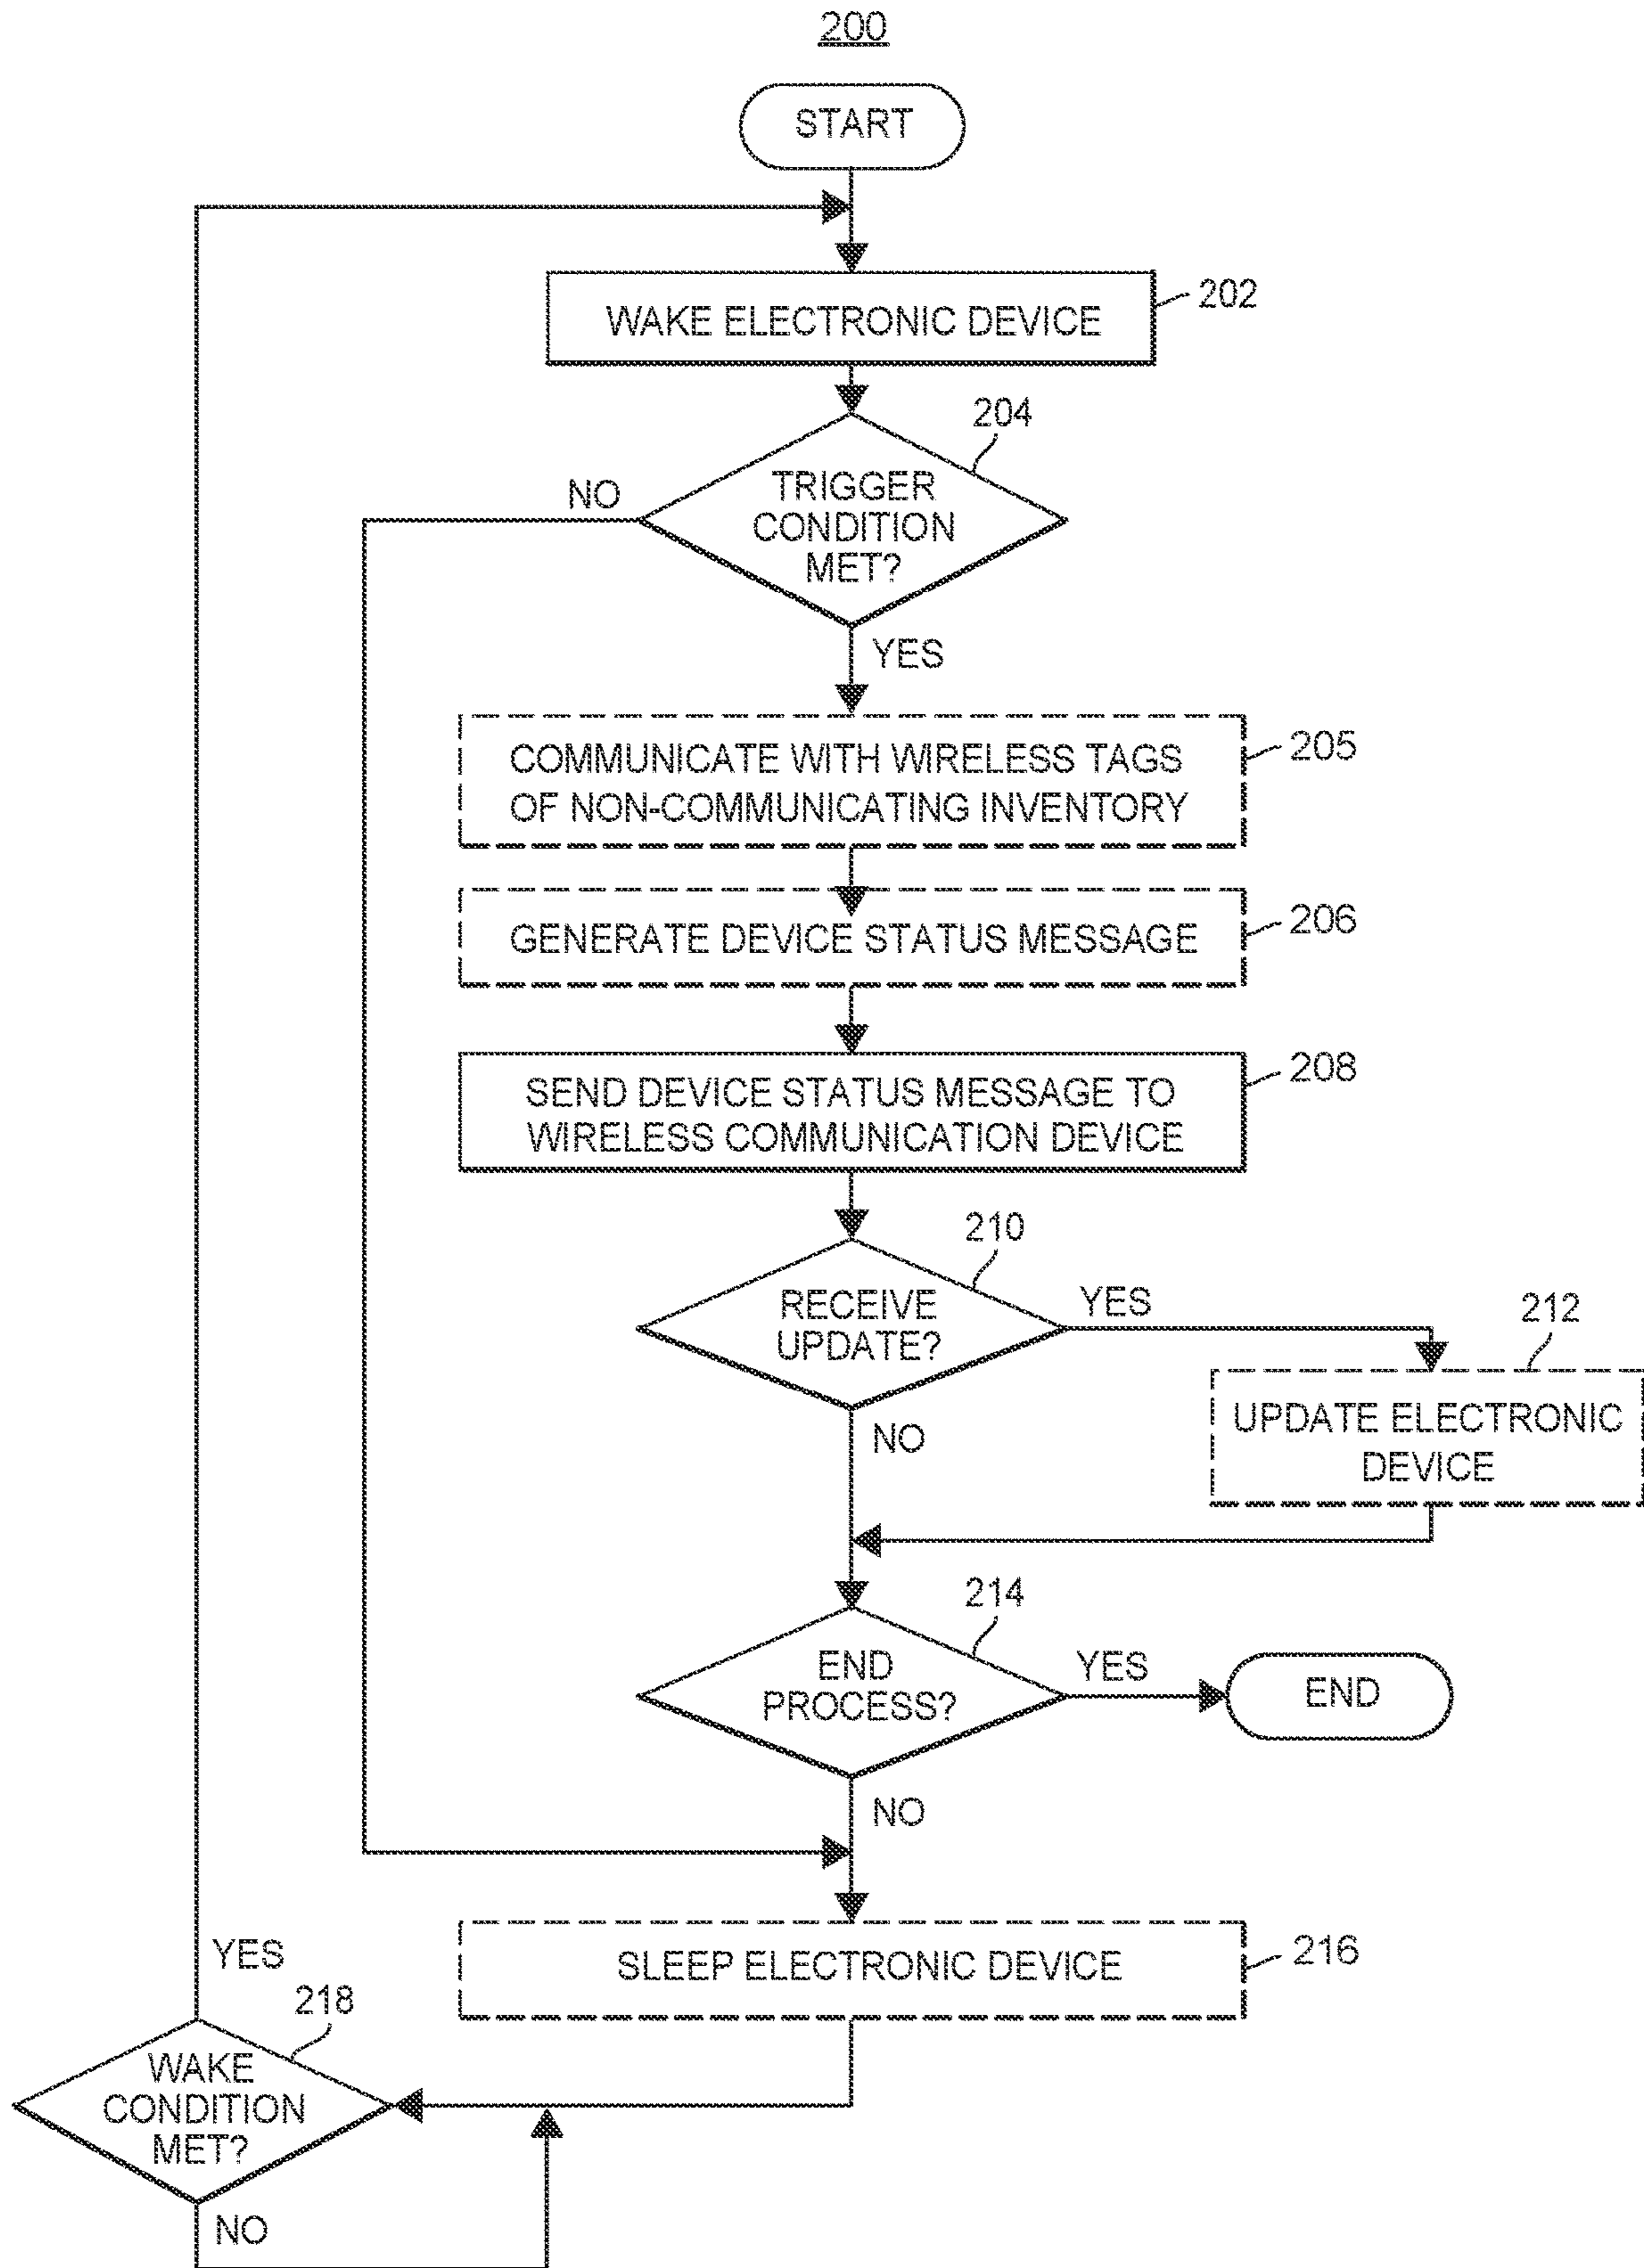 200
START
WAKE ELECTRONIC DEVICE
202
204
TRIGGER
CONDITION
MET?
NO
YES
COMMUNICATE WITH WIRELESS TAGS
OF NON-COMMUNICATING INVENTORY
205
GENERATE DEVICE STATUS MESSAGE
206
SEND DEVICE STATUS MESSAGE TO
WIRELESS COMMUNICATION DEVICE
208
210
RECEIVE
UPDATE?
YES
212
UPDATE ELECTRONIC
DEVICE
NO
214
END
PROCESS?
YES
END
NO
SLEEP ELECTRONIC DEVICE
216
YES
218
WAKE
CONDITION
MET?
NO